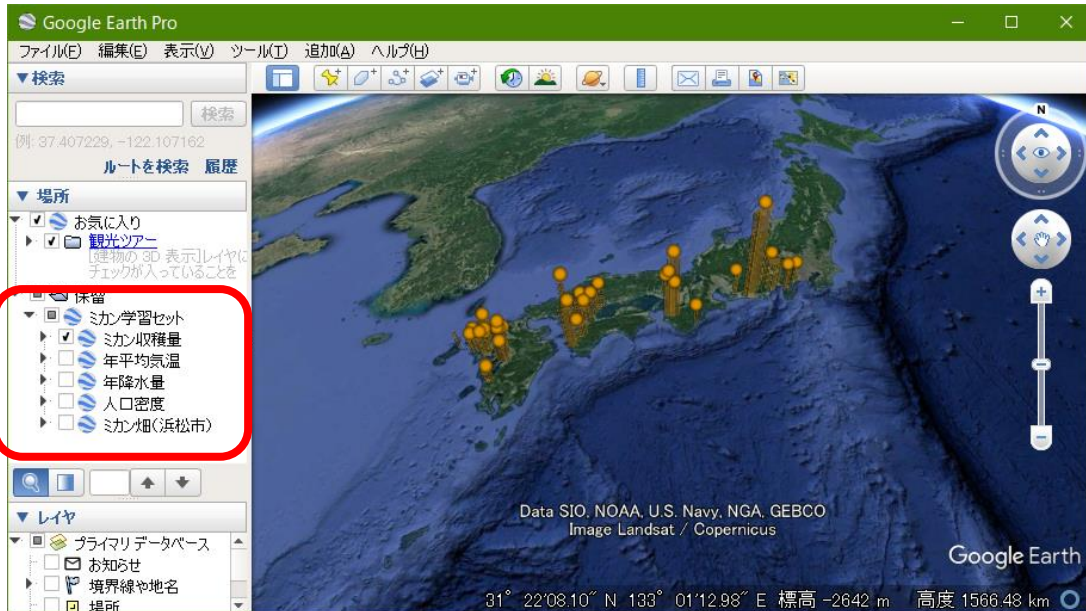 Google Earth Pro
ファイル(F) 編集(E) 表示(V) ツール(T) 追加(A) ヘルプ(H)
▼検索
検索
例: 37.407229, -122.107162
ルートを検索 履歴
▼ 場所
お気に入り
観光ツアー
[建物の 3D 表示]レイヤに
チェックが入っていることを
保留
ミカン学習セット
ミカン収穫量
年平均気温
年降水量
人口密度
ミカン畑(浜松市)
▼ レイヤ
プライマリ データベース
お知らせ
境界線や地名
場所
N
Data SIO, NOAA, U.S. Navy, NGA, GEBCO
Image Landsat / Copernicus
Google Earth
31° 22'08.10" N 133° 01'12.98" E 標高 -2642 m 高度 1566.48 km